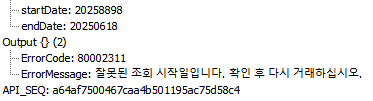 startDate: 20258898
endDate: 20250618
Output {} (2)
ErrorCode: 80002311
ErrorMessage: 잘못된 조회 시작일입니다. 확인 후 다시 거래하십시오.
API_SEQ: a64af7500467caa4b501195ac75d58c4